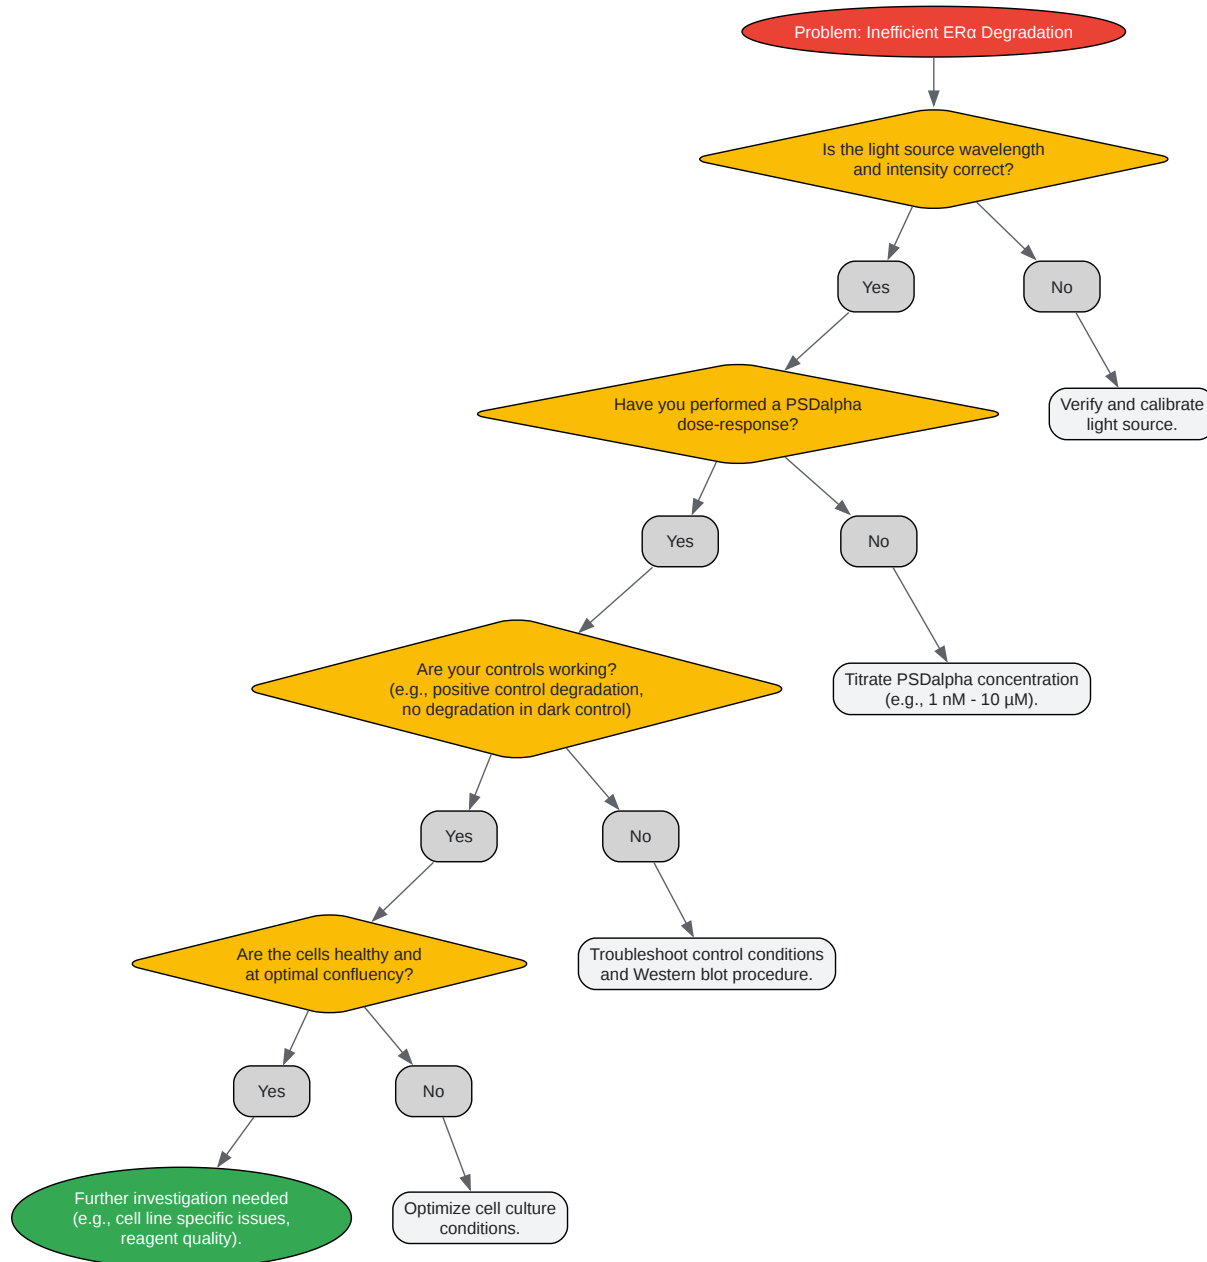 Problem: Inefficient ERα Degradation
Is the light source wavelength
and intensity correct?
Yes
No
Verify and calibrate
light source.
Have you performed a PSDalpha
dose-response?
Yes
No
Titrate PSDalpha concentration
(e.g., 1 nM - 10 µM).
Are your controls working?
(e.g., positive control degradation,
no degradation in dark control)
Yes
No
Troubleshoot control conditions
and Western blot procedure.
Are the cells healthy and
at optimal confluency?
Yes
No
Further investigation needed
(e.g., cell line specific issues,
reagent quality).
Optimize cell culture
conditions.